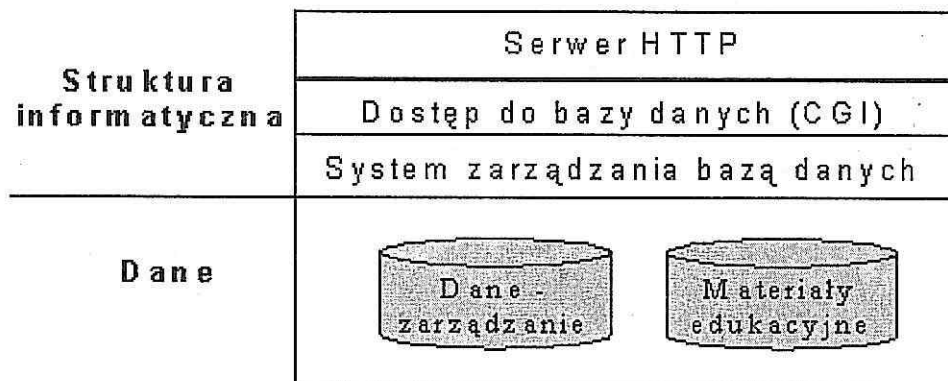 Struktura
informatyczna
Serwer HTTP
Dostęp do bazy danych (CGI)
System zarządzania bazą danych
Dane
Dane -
zarządzanie
Materiały
edukacyjne